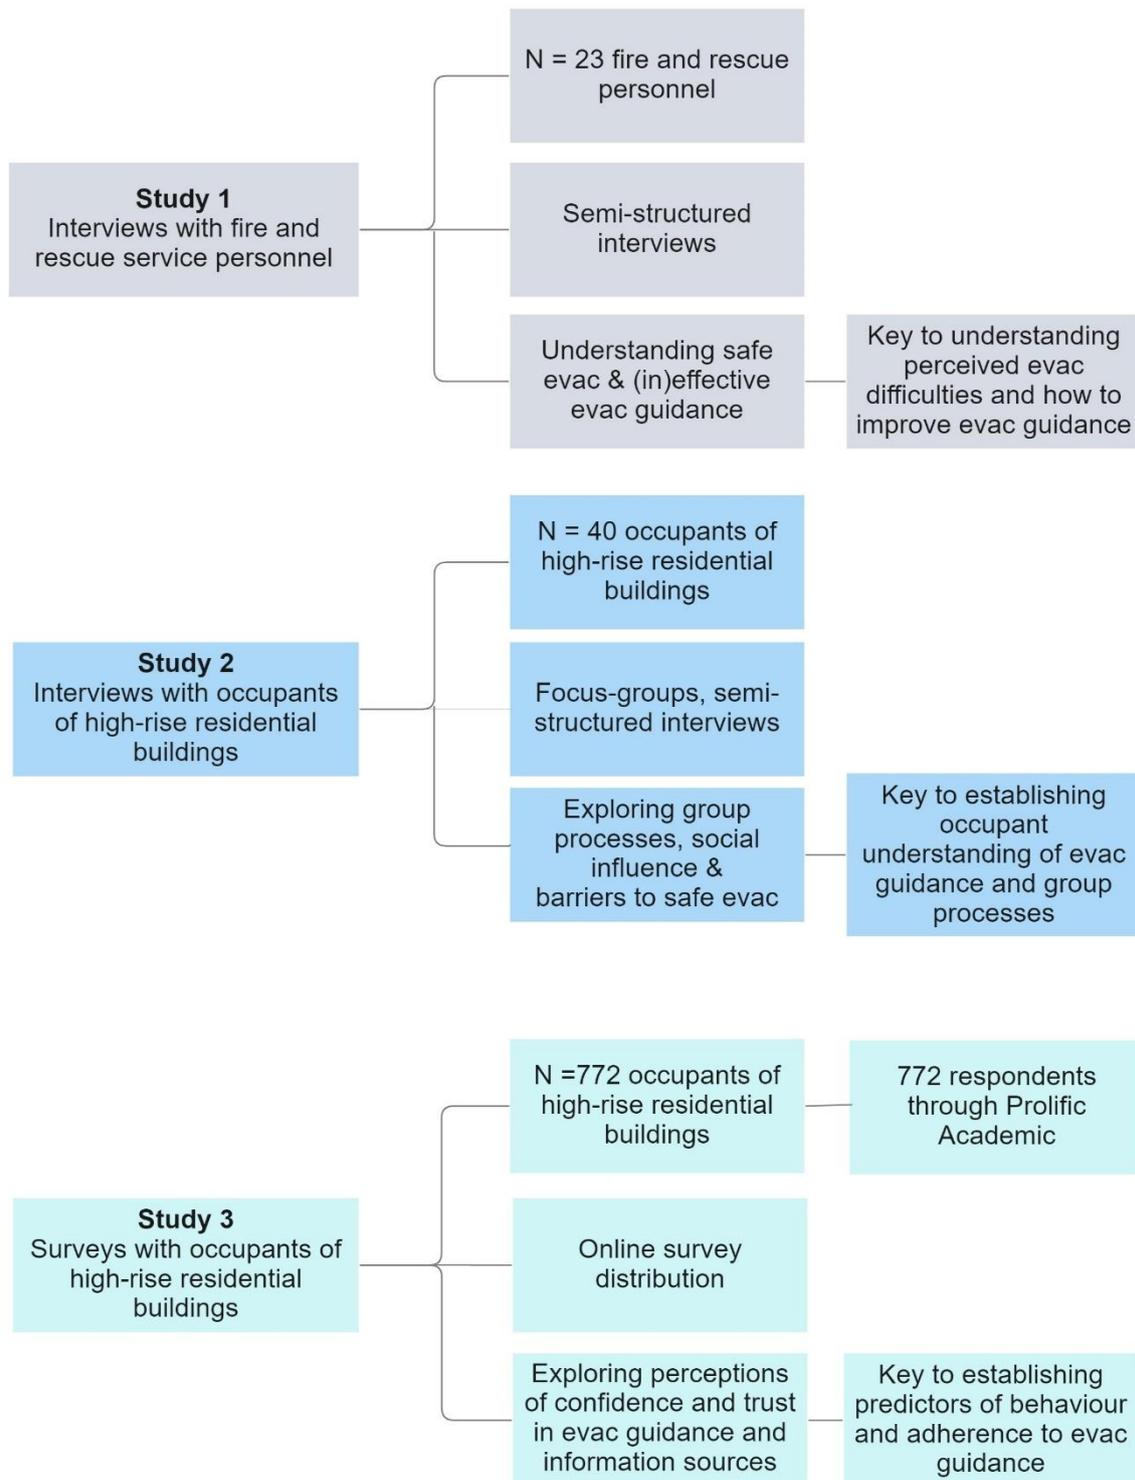 N = 23 fire and rescue
personnel
Study 1
Interviews with fire and
rescue service personnel
Semi-structured
interviews
Understanding safe
evac & (in)effective
evac guidance
Key to understanding
perceived evac
difficulties and how to
improve evac guidance
N = 40 occupants of
high-rise residential
buildings
Study 2
Interviews with occupants
of high-rise residential
buildings
Focus-groups, semi-
structured interviews
Exploring group
processes, social
influence &
barriers to safe evac
Key to establishing
occupant
understanding of evac
guidance and group
processes
N =772 occupants of
high-rise residential
buildings
772 respondents
through Prolific
Academic
Study 3
Surveys with occupants of
high-rise residential
buildings
Online survey
distribution
Exploring perceptions
of confidence and trust
in evac guidance and
information sources
Key to establishing
predictors of behaviour
and adherence to evac
guidance